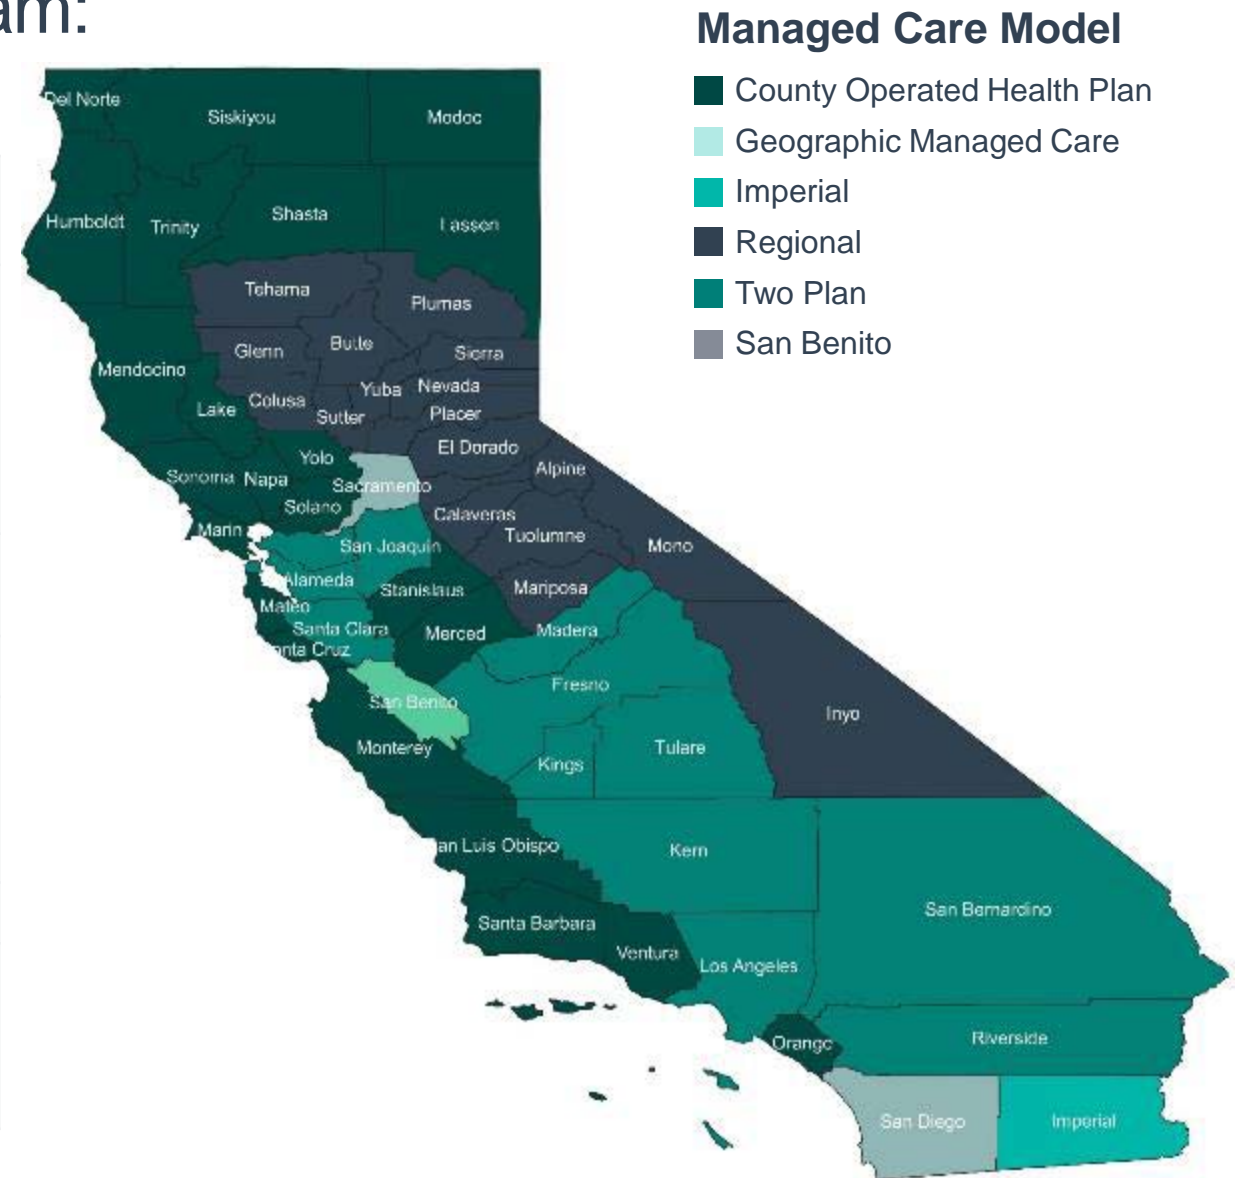 am:
Managed Care Model
County Operated Health Plan
Geographic Managed Care
Imperial
Regional
Two Plan
San Benito
Del Norte
Siskiyou
Modoc
Humboldt
Trinity
Shasta
Lassen
Tehama
Plumas
Glenn
Butte
Sierra
Mendocino
Lake
Colusa
Sutter
Yuba
Nevada
Placer
El Dorado
Alpine
Yolo
Sonoma
Napa
Sacramento
Solano
Marin
Calaveras
Tuolumne
Mono
San Joaquin
Alameda
Stanislaus
Mariposa
Mateo
Santa Clara
Merced
Madera
anta Cruz
San Benito
Fresno
Inyo
Monterey
Kings
Tulare
an Luis Obispo
Kern
San Bernardino
Santa Barbara
Ventura
Los Angeles
Orange
Riverside
San Diego
Imperial